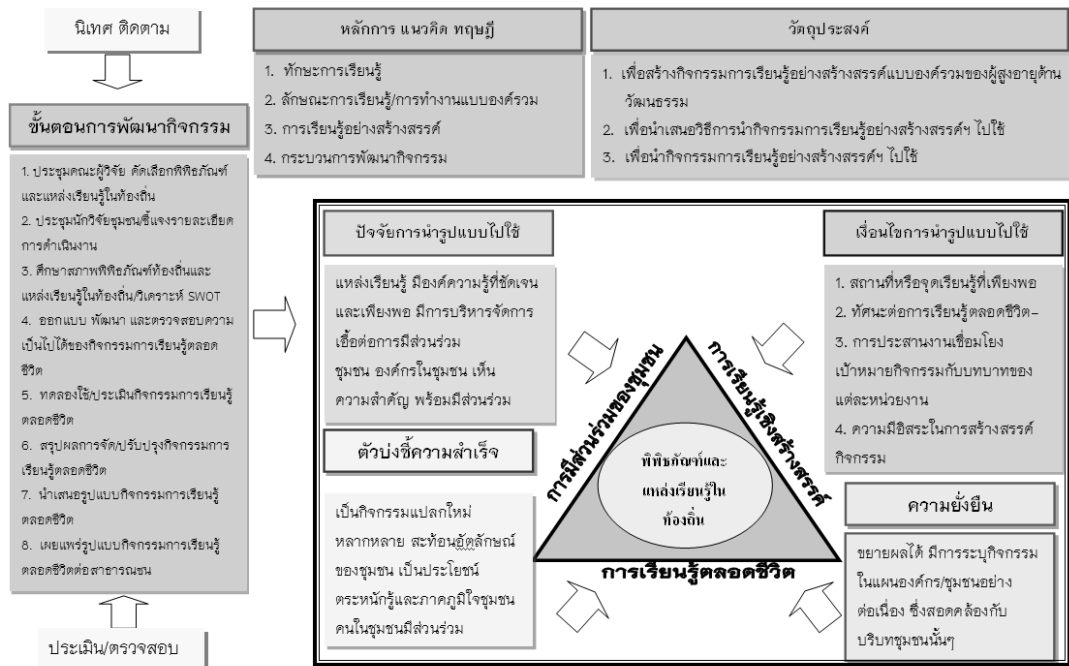 นิเทศ ติดตาม
ขั้นตอนการพัฒนากิจกรรม
1. ประชุมคณะผู้วิจัย คัดเลือกพิพิธภัณฑ์
และแหล่งเรียนรู้ในท้องถิ่น
2. ประชุมนักวิจัยชุมชน/ชี้แจงรายละเอียด
การดำเนินงาน
3. ศึกษาสภาพพิพิธภัณฑ์ท้องถิ่นและ
แหล่งเรียนรู้ในท้องถิ่น/วิเคราะห์ SWOT
4. ออกแบบ พัฒนา และตรวจสอบความ
เป็นไปได้ของกิจกรรมการเรียนรู้ตลอด
ชีวิต
5. ทดลองใช้/ประเมินกิจกรรมการเรียนรู้
ตลอดชีวิต
6. สรุปผลการจัด/ปรับปรุงกิจกรรมการ
เรียนรู้ตลอดชีวิต
7. นำเสนอรูปแบบกิจกรรมการเรียนรู้
ตลอดชีวิต
8. เผยแพร่รูปแบบกิจกรรมการเรียนรู้
ตลอดชีวิตต่อสาธารณชน
ประเมิน/ตรวจสอบ
หลักการ แนวคิด ทฤษฎี
1. ทักษะการเรียนรู้
2. ลักษณะการเรียนรู้/การทำงานแบบองค์รวม
3. การเรียนรู้อย่างสร้างสรรค์
4. กระบวนการพัฒนากิจกรรม
วัตถุประสงค์
1. เพื่อสร้างกิจกรรมการเรียนรู้อย่างสร้างสรรค์แบบองค์รวมของผู้สูงอายุด้าน
วัฒนธรรม
2. เพื่อนำเสนอวิธีการนำกิจกรรมการเรียนรู้อย่างสร้างสรรค์ฯ ไปใช้
3. เพื่อนำกิจกรรมการเรียนรู้อย่างสร้างสรรค์ฯ ไปใช้
ปัจจัยการนำรูปแบบไปใช้
แหล่งเรียนรู้ มีองค์ความรู้ที่ชัดเจน
และเพียงพอ มีการบริหารจัดการ
เอื้อต่อการมีส่วนร่วม
ชุมชน องค์กรในชุมชน เห็น
ความสำคัญ พร้อมมีส่วนร่วม
ตัวบ่งชี้ความสำเร็จ
เป็นกิจกรรมแปลกใหม่
หลากหลาย สะท้อนอัตลักษณ์
ของชุมชน เป็นประโยชน์
ตระหนักรู้และภาคภูมิใจชุมชน
คนในชุมชนมีส่วนร่วม
การมีส่วนร่วมของชุมชน
การเรียนรู้เชิงสร้างสรรค์
พิพิธภัณฑ์และ
แหล่งเรียนรู้ใน
ท้องถิ่น
การเรียนรู้ตลอดชีวิต
เงื่อนไขการนำรูปแบบไปใช้
1. สถานที่หรือจุดเรียนรู้ที่เพียงพอ
2. ทัศนะต่อการเรียนรู้ตลอดชีวิต-
3. การประสานงานเชื่อมโยง
เป้าหมายกิจกรรมกับบทบาทของ
แต่ละหน่วยงาน
4. ความมีอิสระในการสร้างสรรค์
กิจกรรม
ความยั่งยืน
ขยายผลได้ มีการระบุกิจกรรม
ในแผนองค์กร/ชุมชนอย่าง
ต่อเนื่อง ซึ่งสอดคล้องกับ
บริบทชุมชนนั้นๆ